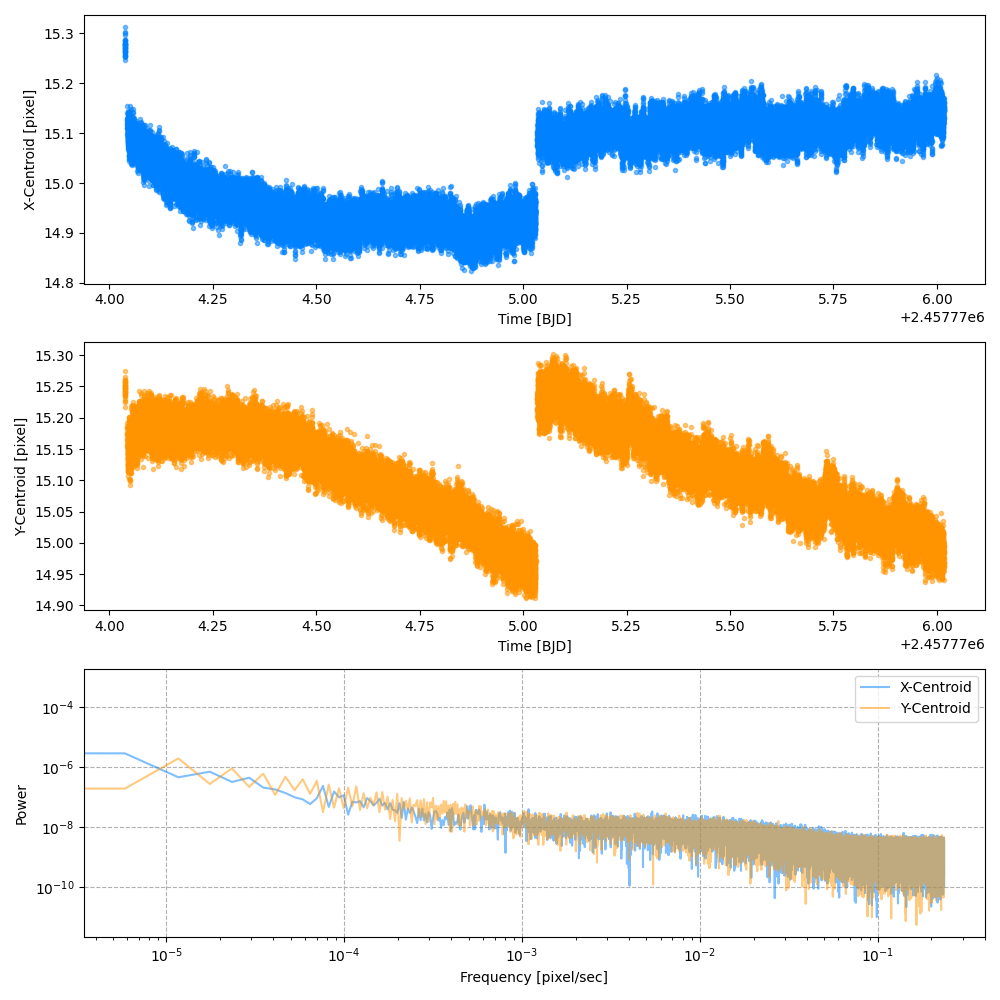 15.3
15.2
15.1
15.0
14.9
14.8
X-Centroid [pixel]
4.00 4.25 4.50 4.75 5.00 5.25 5.50 5.75 6.00
Time [BJD]
+2.45777e6
15.30
15.25
15.20
15.15
15.10
15.05
15.00
14.95
14.90
Y-Centroid [pixel]
4.00 4.25 4.50 4.75 5.00 5.25 5.50 5.75 6.00
Time [BJD]
+2.45777e6
X-Centroid
Y-Centroid
10⁻⁴
10⁻⁶
10⁻⁸
10⁻¹⁰
Power
10⁻⁵ 10⁻⁴ 10⁻³ 10⁻² 10⁻¹
Frequency [pixel/sec]